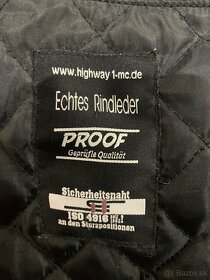 www.highway1-mc.de
Echtes Rindleder
PROOF
Geprüfte Qualität
Sicherheitsnaht
ISO 4916
an den Sturzpositionen
bazos.sk